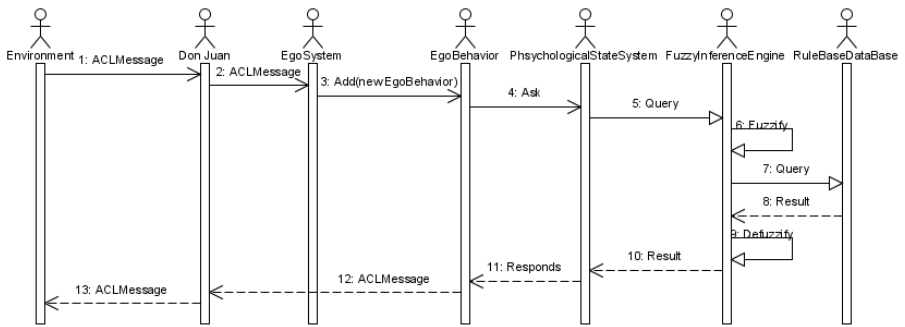 Environment
Don Juan
EgoSystem
EgoBehavior
PhsychologicalStateSystem
FuzzyInferenceEngine
RuleBaseDataBase
1: ACLMessage
2: ACLMessage
3: Add(newEgoBehavior)
4: Ask
5: Query
6: Fuzzify
7: Query
8: Result
9: Defuzzify
10: Result
11: Responds
12: ACLMessage
13: ACLMessage